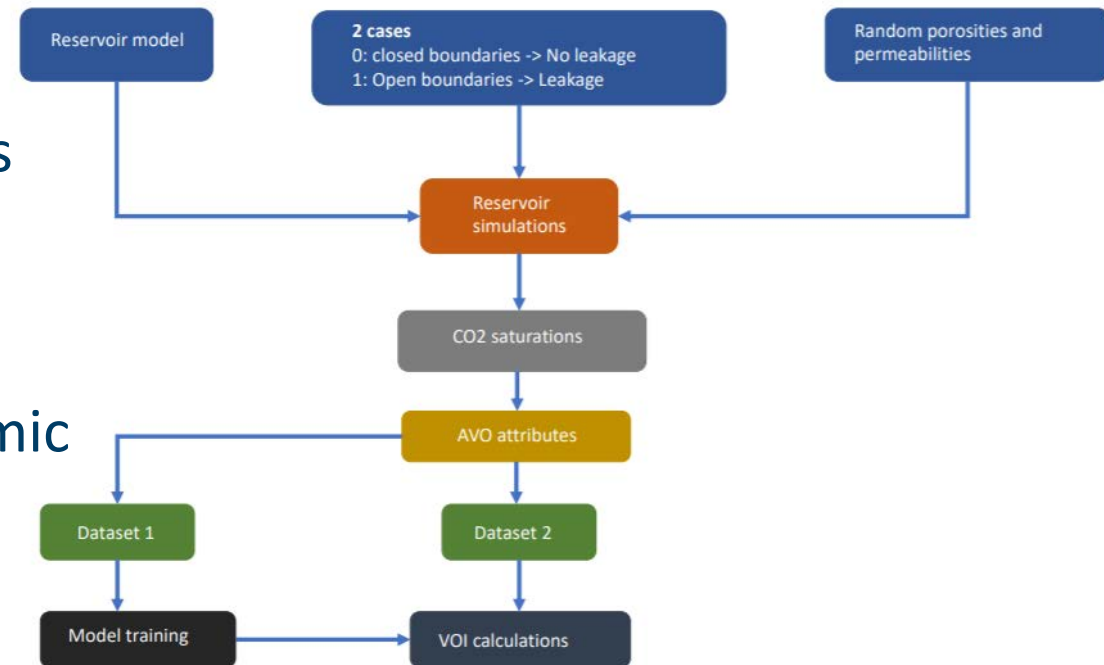 Reservoir model
2 cases
0: closed boundaries -> No leakage
1: Open boundaries -> Leakage
Random porosities and
permeabilities
s
Reservoir
simulations
CO2 saturations
mic
AVO attributes
Dataset 1
Dataset 2
Model training
VOI calculations